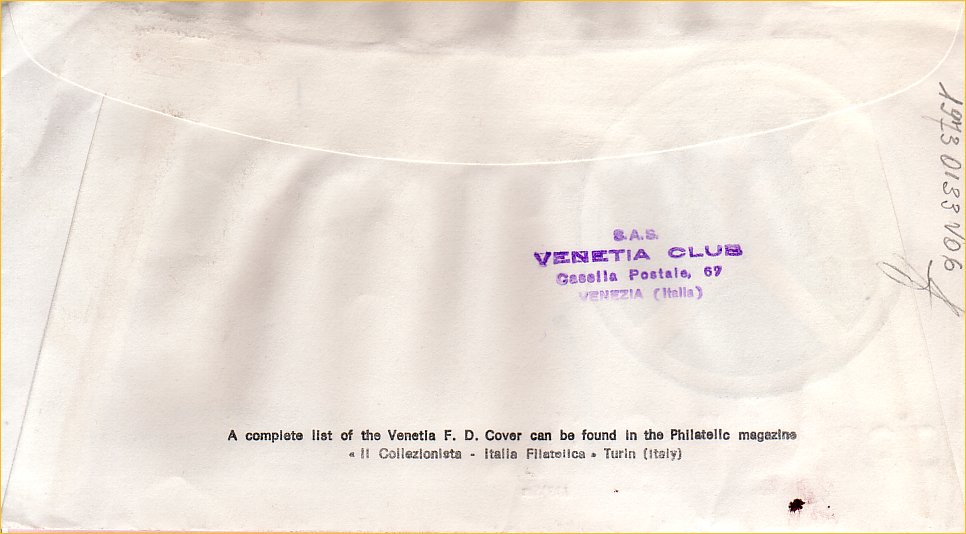 S.A.S.
VENETIA CLUB
Casella Postale, 67
VENEZIA (Italia)
A complete list of the Venetia F. D. Cover can be found in the Philatelic magazine
« Il Collezionista - Italia Filatelica » Turin (Italy)